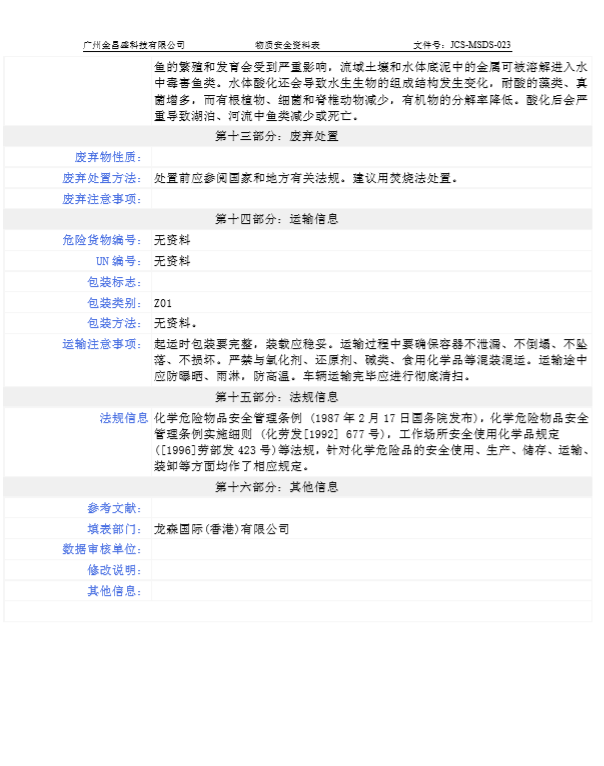 广州金昌盛科技有限公司 物质安全资料表 文件号：JCS-MSDS-023
鱼的繁殖和发育会受到严重影响，流域土壤和水体底泥中的金属可被溶解进入水
中毒害鱼类。水体酸化还会导致水生生物的组成结构发生变化，耐酸的藻类、真
菌增多，而有根植物、细菌和脊椎动物减少，有机物的分解率降低。酸化后会严
重导致湖泊、河流中鱼类减少或死亡。
第十三部分：废弃处置
废弃物性质：
废弃处置方法： 处置前应参阅国家和地方有关法规。建议用焚烧法处置。
废弃注意事项：
第十四部分：运输信息
危险货物编号： 无资料
UN 编号： 无资料
包装标志：
包装类别： Z01
包装方法： 无资料。
运输注意事项： 起运时包装要完整，装载应稳妥。运输过程中要确保容器不泄漏、不倒塌、不坠
落、不损坏。严禁与氧化剂、还原剂、碱类、食用化学品等混装混运。运输途中
应防曝晒、雨淋，防高温。车辆运输完毕应进行彻底清扫。
第十五部分：法规信息
法规信息 化学危险物品安全管理条例 (1987 年 2 月 17 日国务院发布)，化学危险物品安全
管理条例实施细则 (化劳发[1992] 677 号)，工作场所安全使用化学品规定
([1996]劳部发 423 号)等法规，针对化学危险品的安全使用、生产、储存、运输、
装卸等方面均作了相应规定。
第十六部分：其他信息
参考文献：
填表部门： 龙森国际(香港)有限公司
数据审核单位：
修改说明：
其他信息：